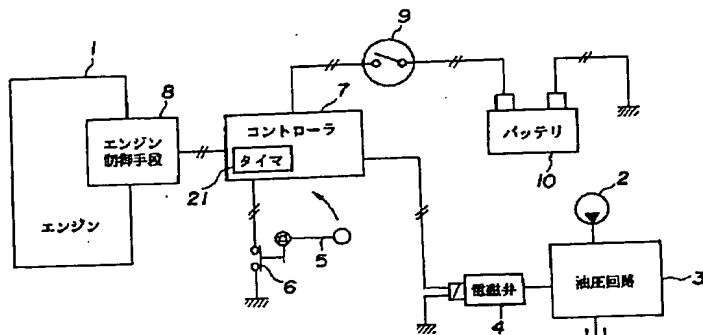 1
8
エンジン
制御手段
エンジン
7
コントローラ
タイマ
21
9
バッテリ
10
5
6
2
電磁弁
4
油圧回路
3